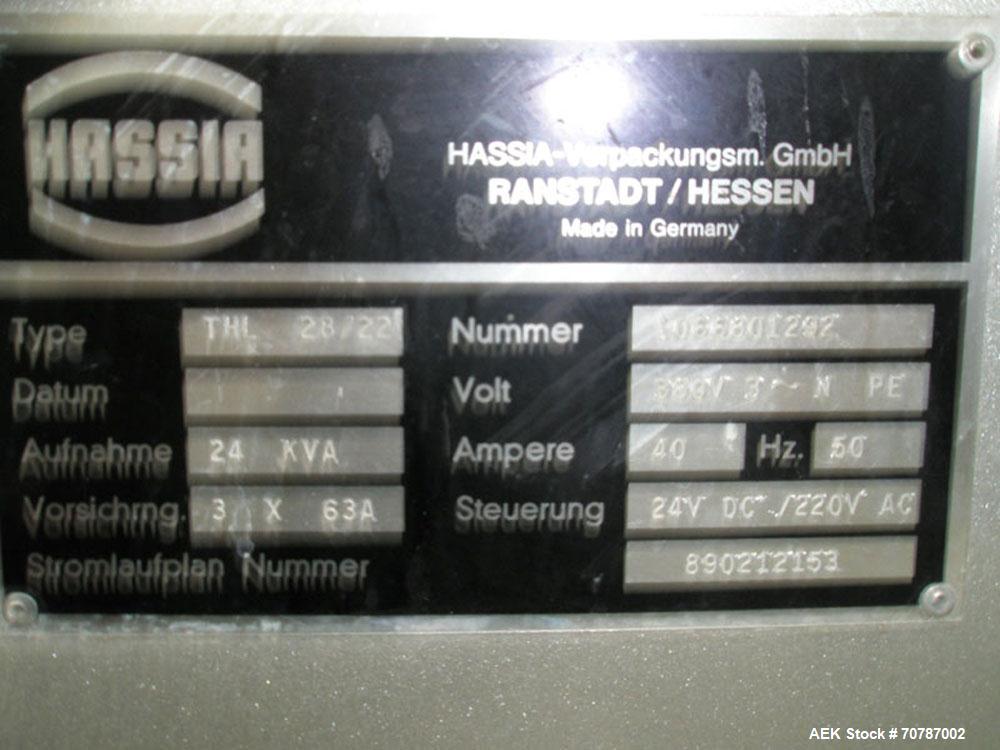 HASSIA
HASSIA-Verpackungsm. GmbH
RANSTADT / HESSEN
Made in Germany
Type THL 28/22 Nummer
Datum Volt 380V 3 ~ N PE
Aufnahme 24 KVA Ampere 40 Hz. 50
Vorsichrng. 3 X 63A Steuerung 24V DC ~/220V AC
Stromlaufplan Nummer 890212153
AEK Stock # 70787002